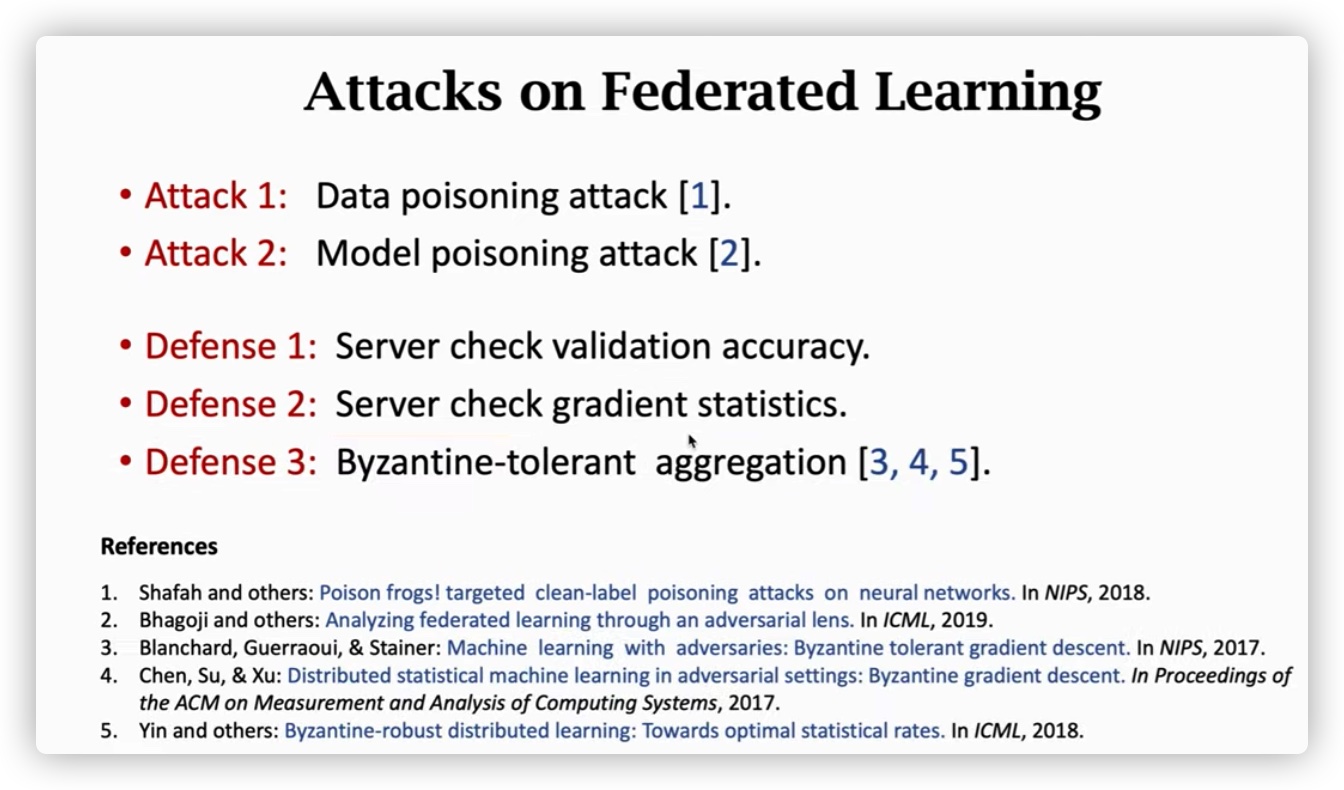 Attacks on Federated Learning
• Attack 1: Data poisoning attack [1].
• Attack 2: Model poisoning attack [2].
• Defense 1: Server check validation accuracy.
• Defense 2: Server check gradient statistics.
• Defense 3: Byzantine-tolerant aggregation [3, 4, 5].
References
1. Shafah and others: Poison frogs! targeted clean-label poisoning attacks on neural networks. In NIPS, 2018.
2. Bhagoji and others: Analyzing federated learning through an adversarial lens. In ICML, 2019.
3. Blanchard, Guerraoui, & Stainer: Machine learning with adversaries: Byzantine tolerant gradient descent. In NIPS, 2017.
4. Chen, Su, & Xu: Distributed statistical machine learning in adversarial settings: Byzantine gradient descent. In Proceedings of
the ACM on Measurement and Analysis of Computing Systems, 2017.
5. Yin and others: Byzantine-robust distributed learning: Towards optimal statistical rates. In ICML, 2018.